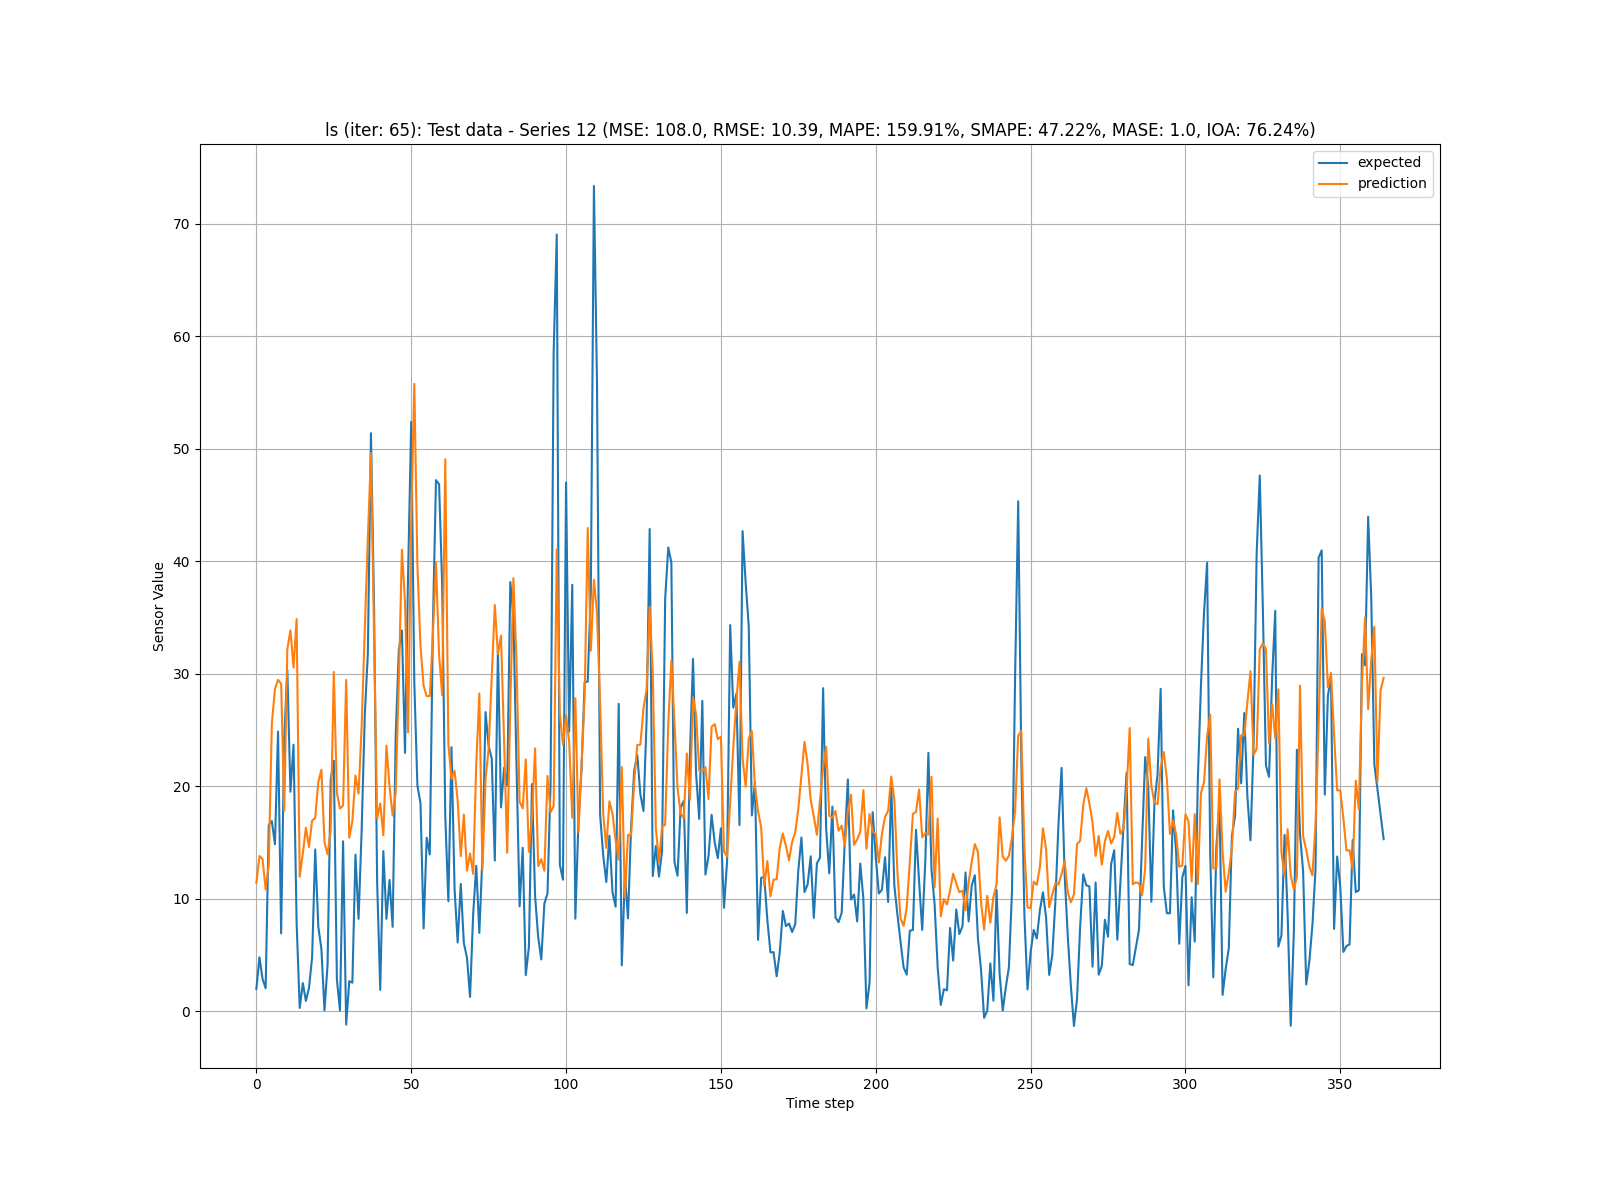 ls (iter: 65): Test data - Series 12 (MSE: 108.0, RMSE: 10.39, MAPE: 159.91%, SMAPE: 47.22%, MASE: 1.0, IOA: 76.24%)
expected
prediction
70
60
50
40
30
20
10
0
Sensor Value
0 50 100 150 200 250 300 350
Time step